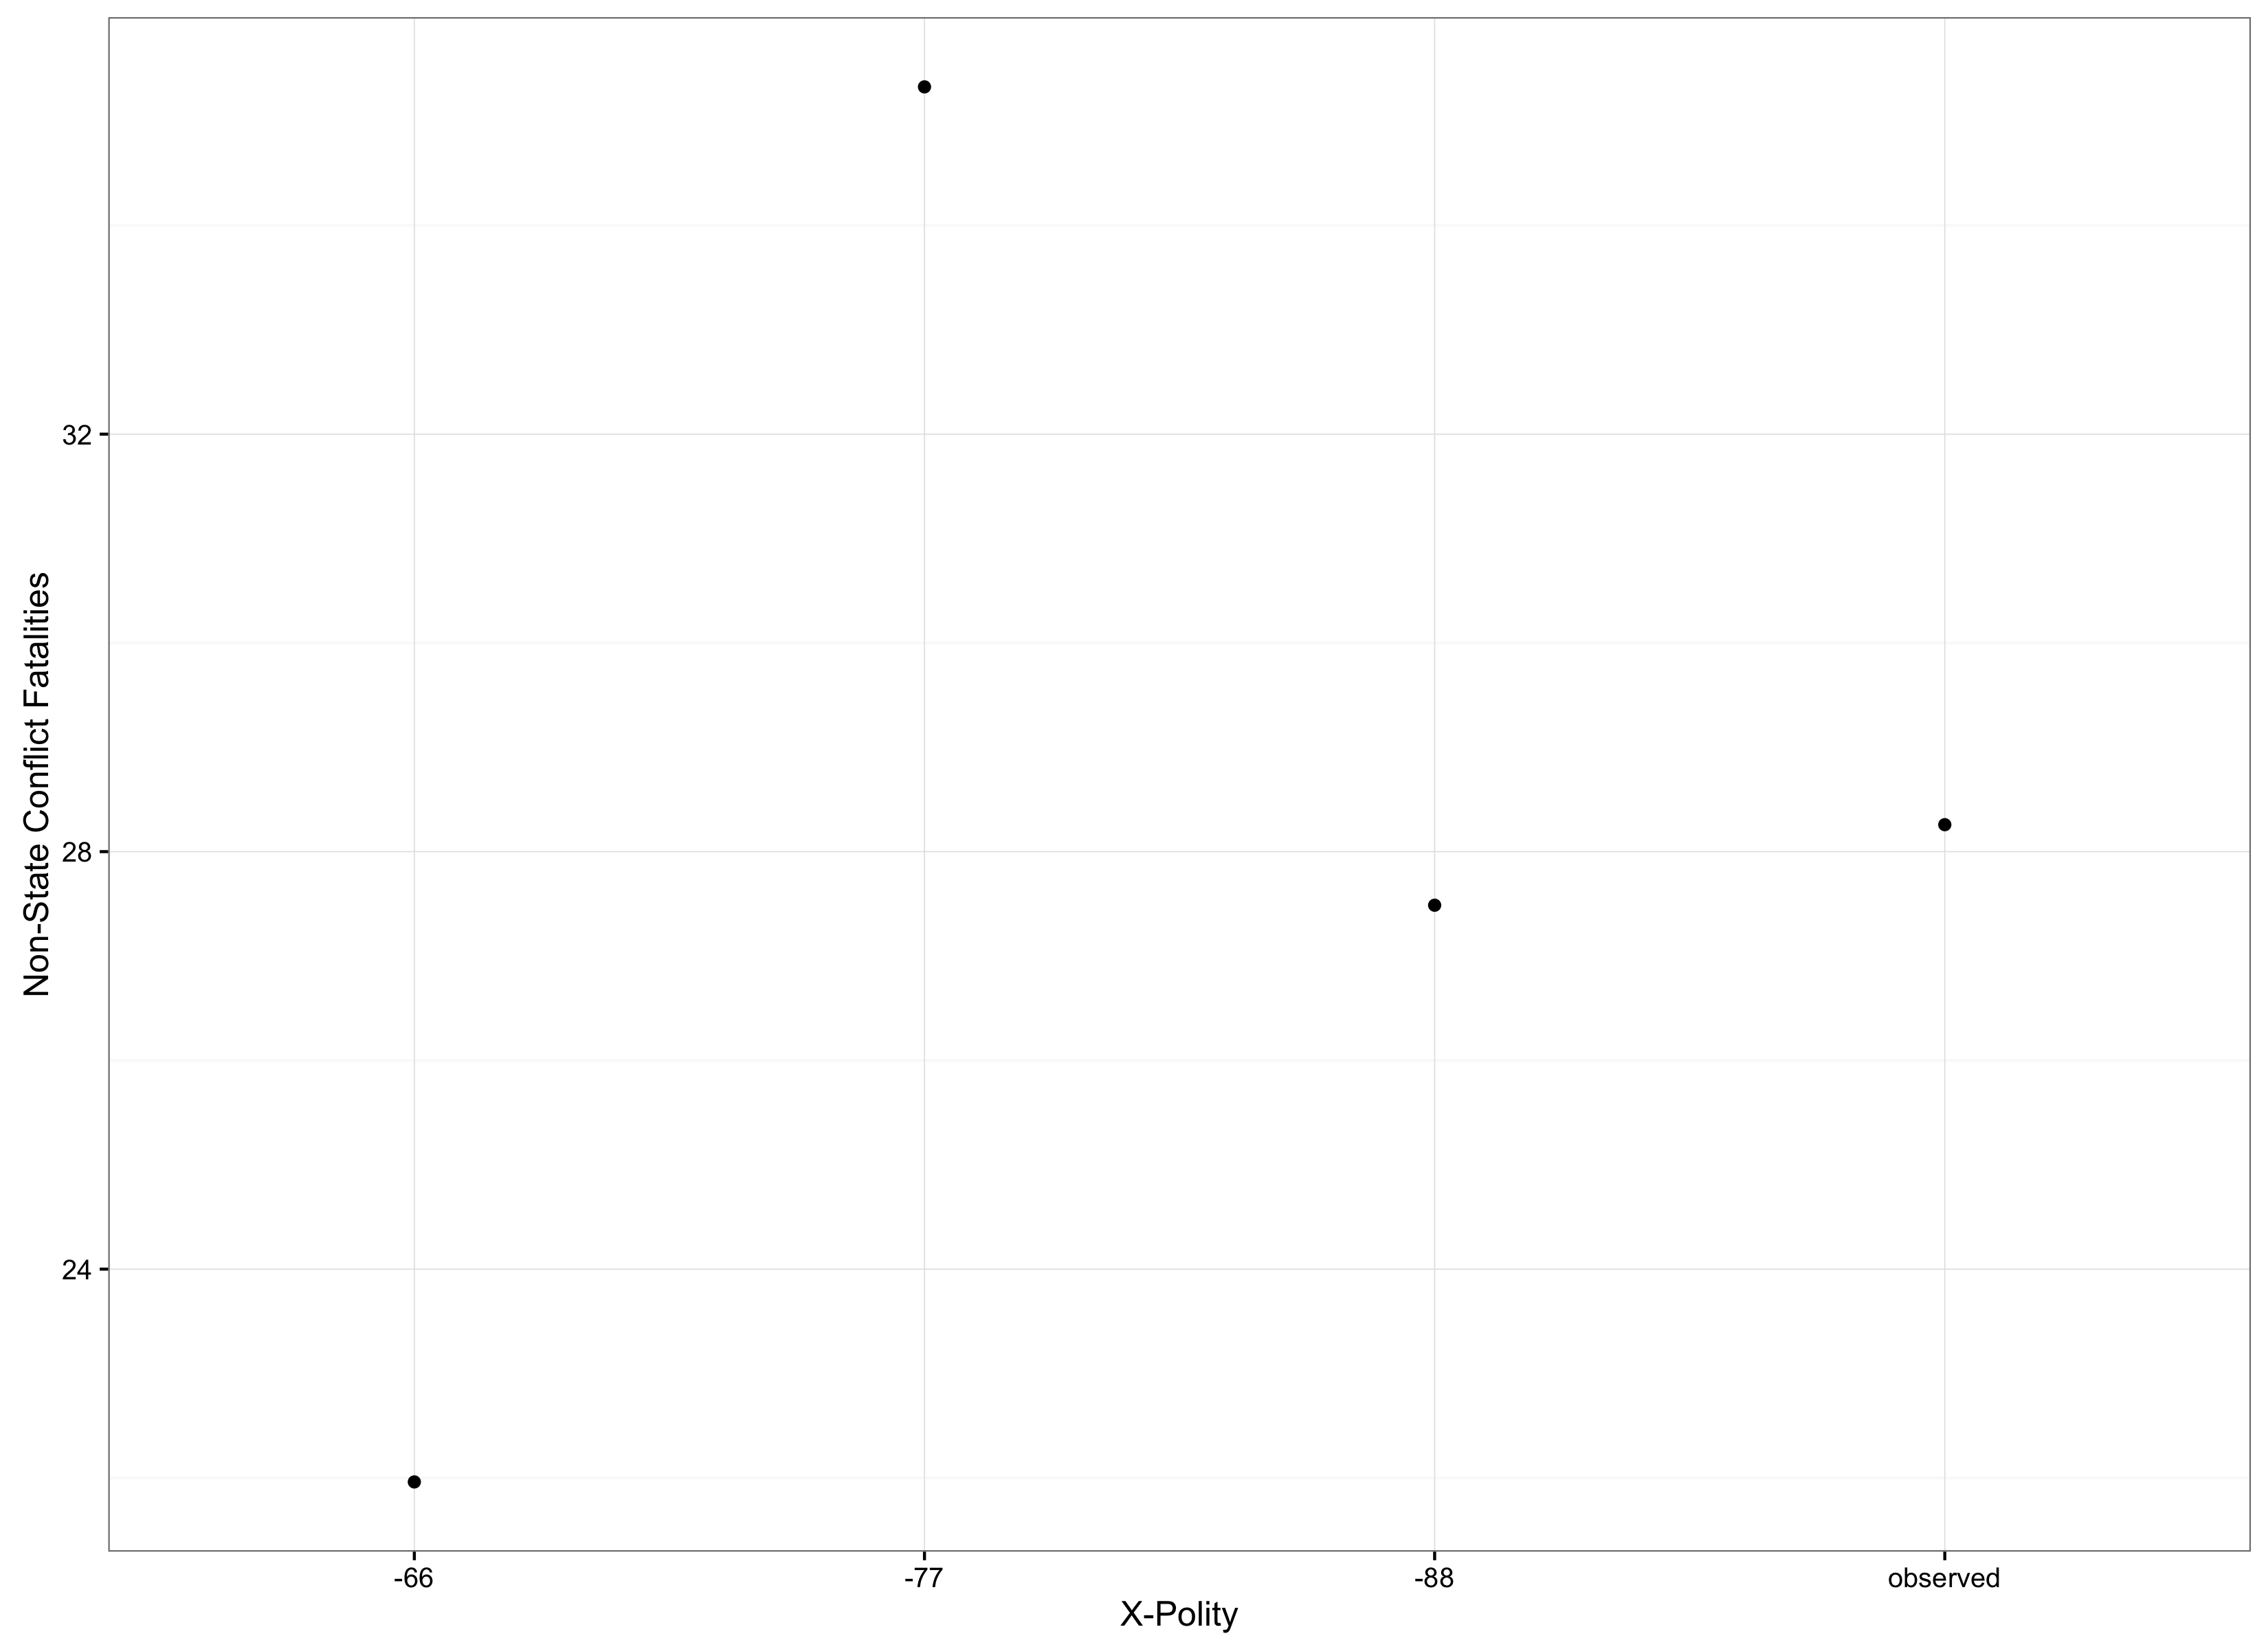 Non-State Conflict Fatalities
32
28
24
-66 -77 -88 observed
X-Polity